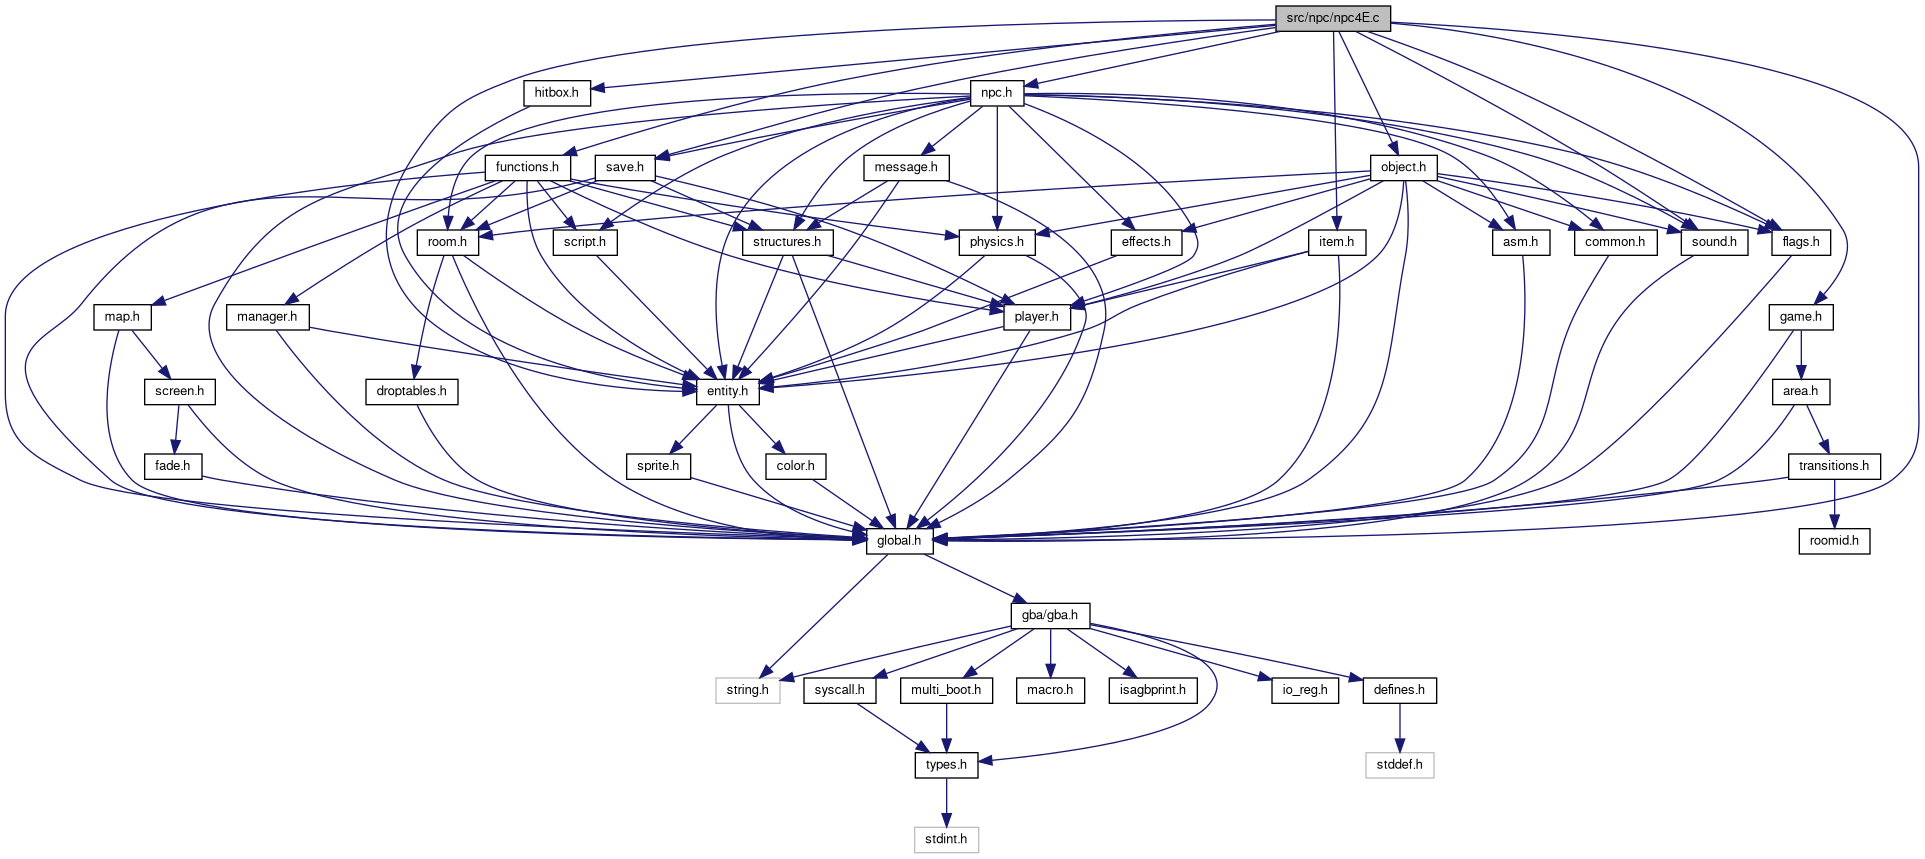 src/npc/npc4E.c
hitbox.h
npc.h
functions.h
save.h
message.h
object.h
room.h
script.h
structures.h
physics.h
effects.h
item.h
asm.h
common.h
sound.h
flags.h
map.h
manager.h
player.h
game.h
screen.h
droptables.h
entity.h
area.h
fade.h
sprite.h
color.h
transitions.h
global.h
roomid.h
gba/gba.h
string.h
syscall.h
multi_boot.h
macro.h
isagbprint.h
io_reg.h
defines.h
types.h
stddef.h
stdint.h